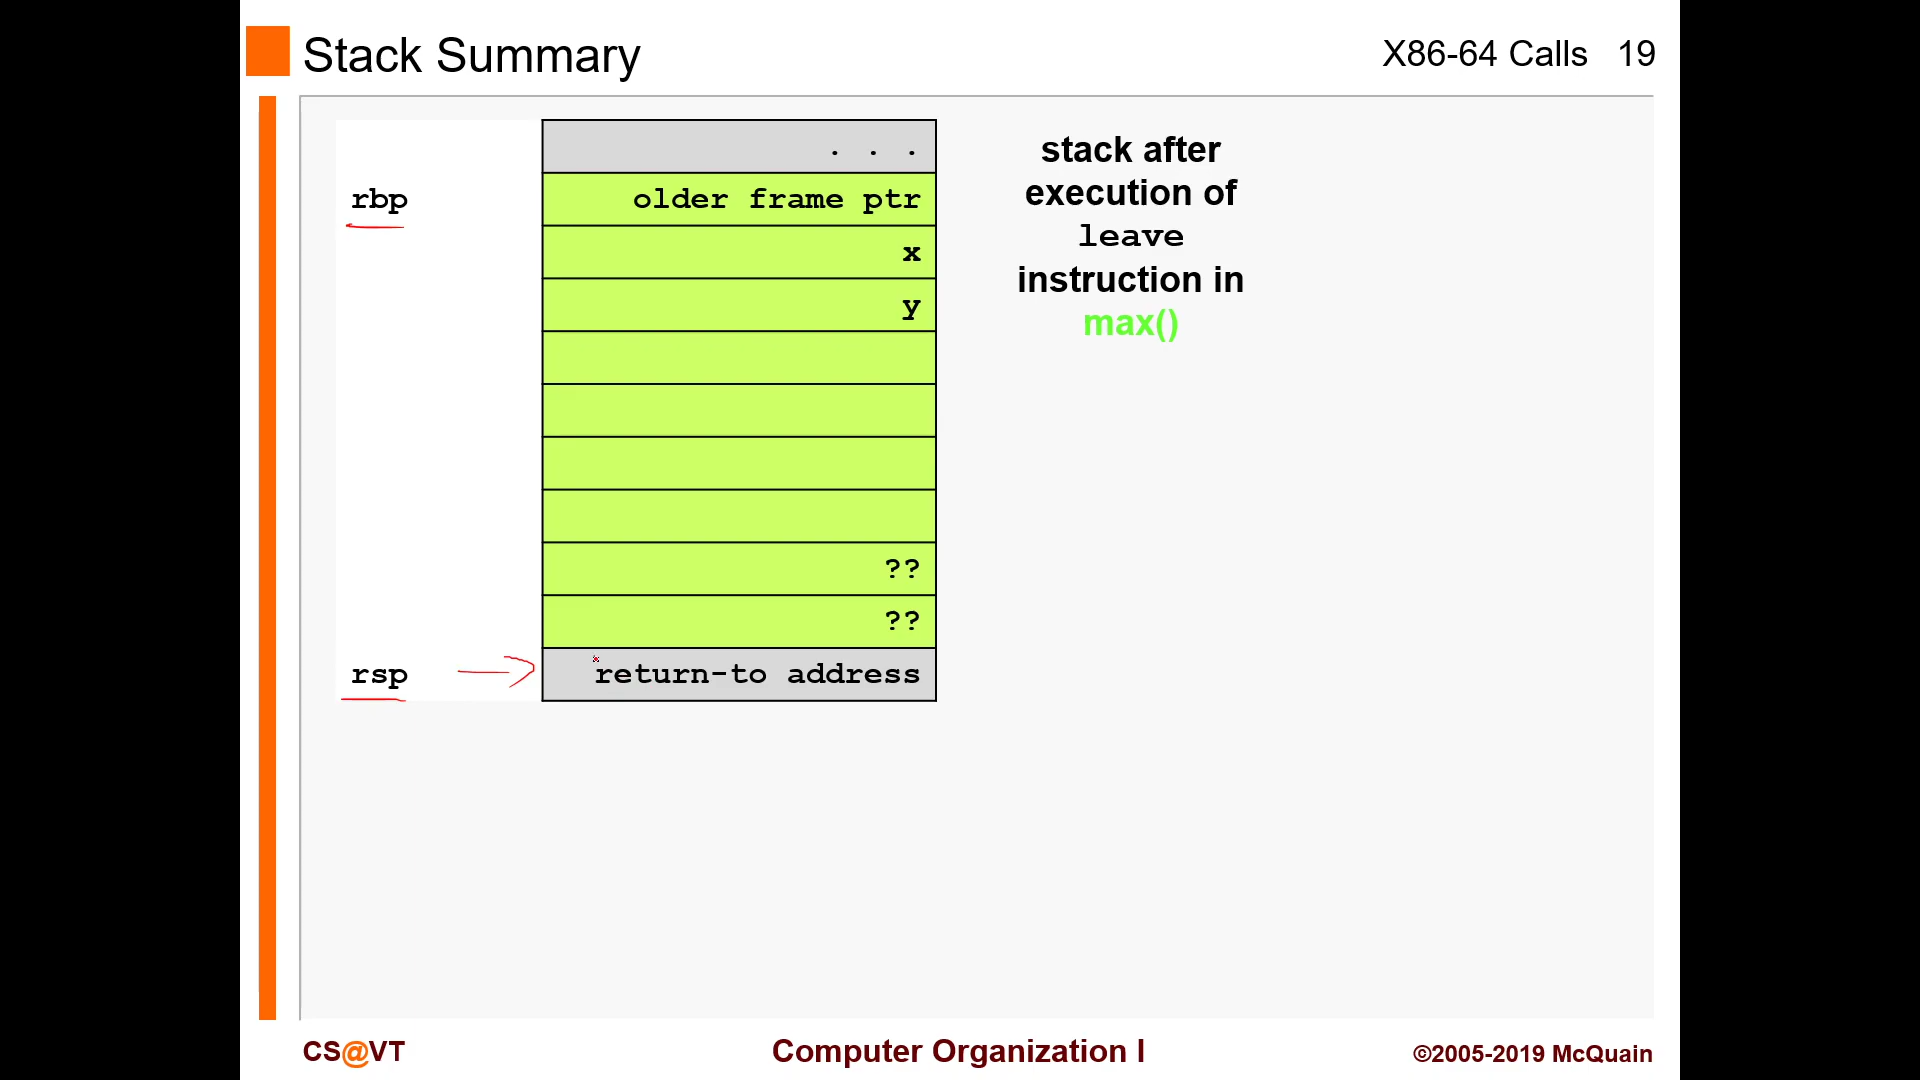 Stack Summary
X86-64 Calls 19
. . .
rbp
older frame ptr
x
y
??
??
rsp
return-to address
stack after
execution of
leave
instruction in
max()
CS@VT
Computer Organization I
©2005-2019 McQuain